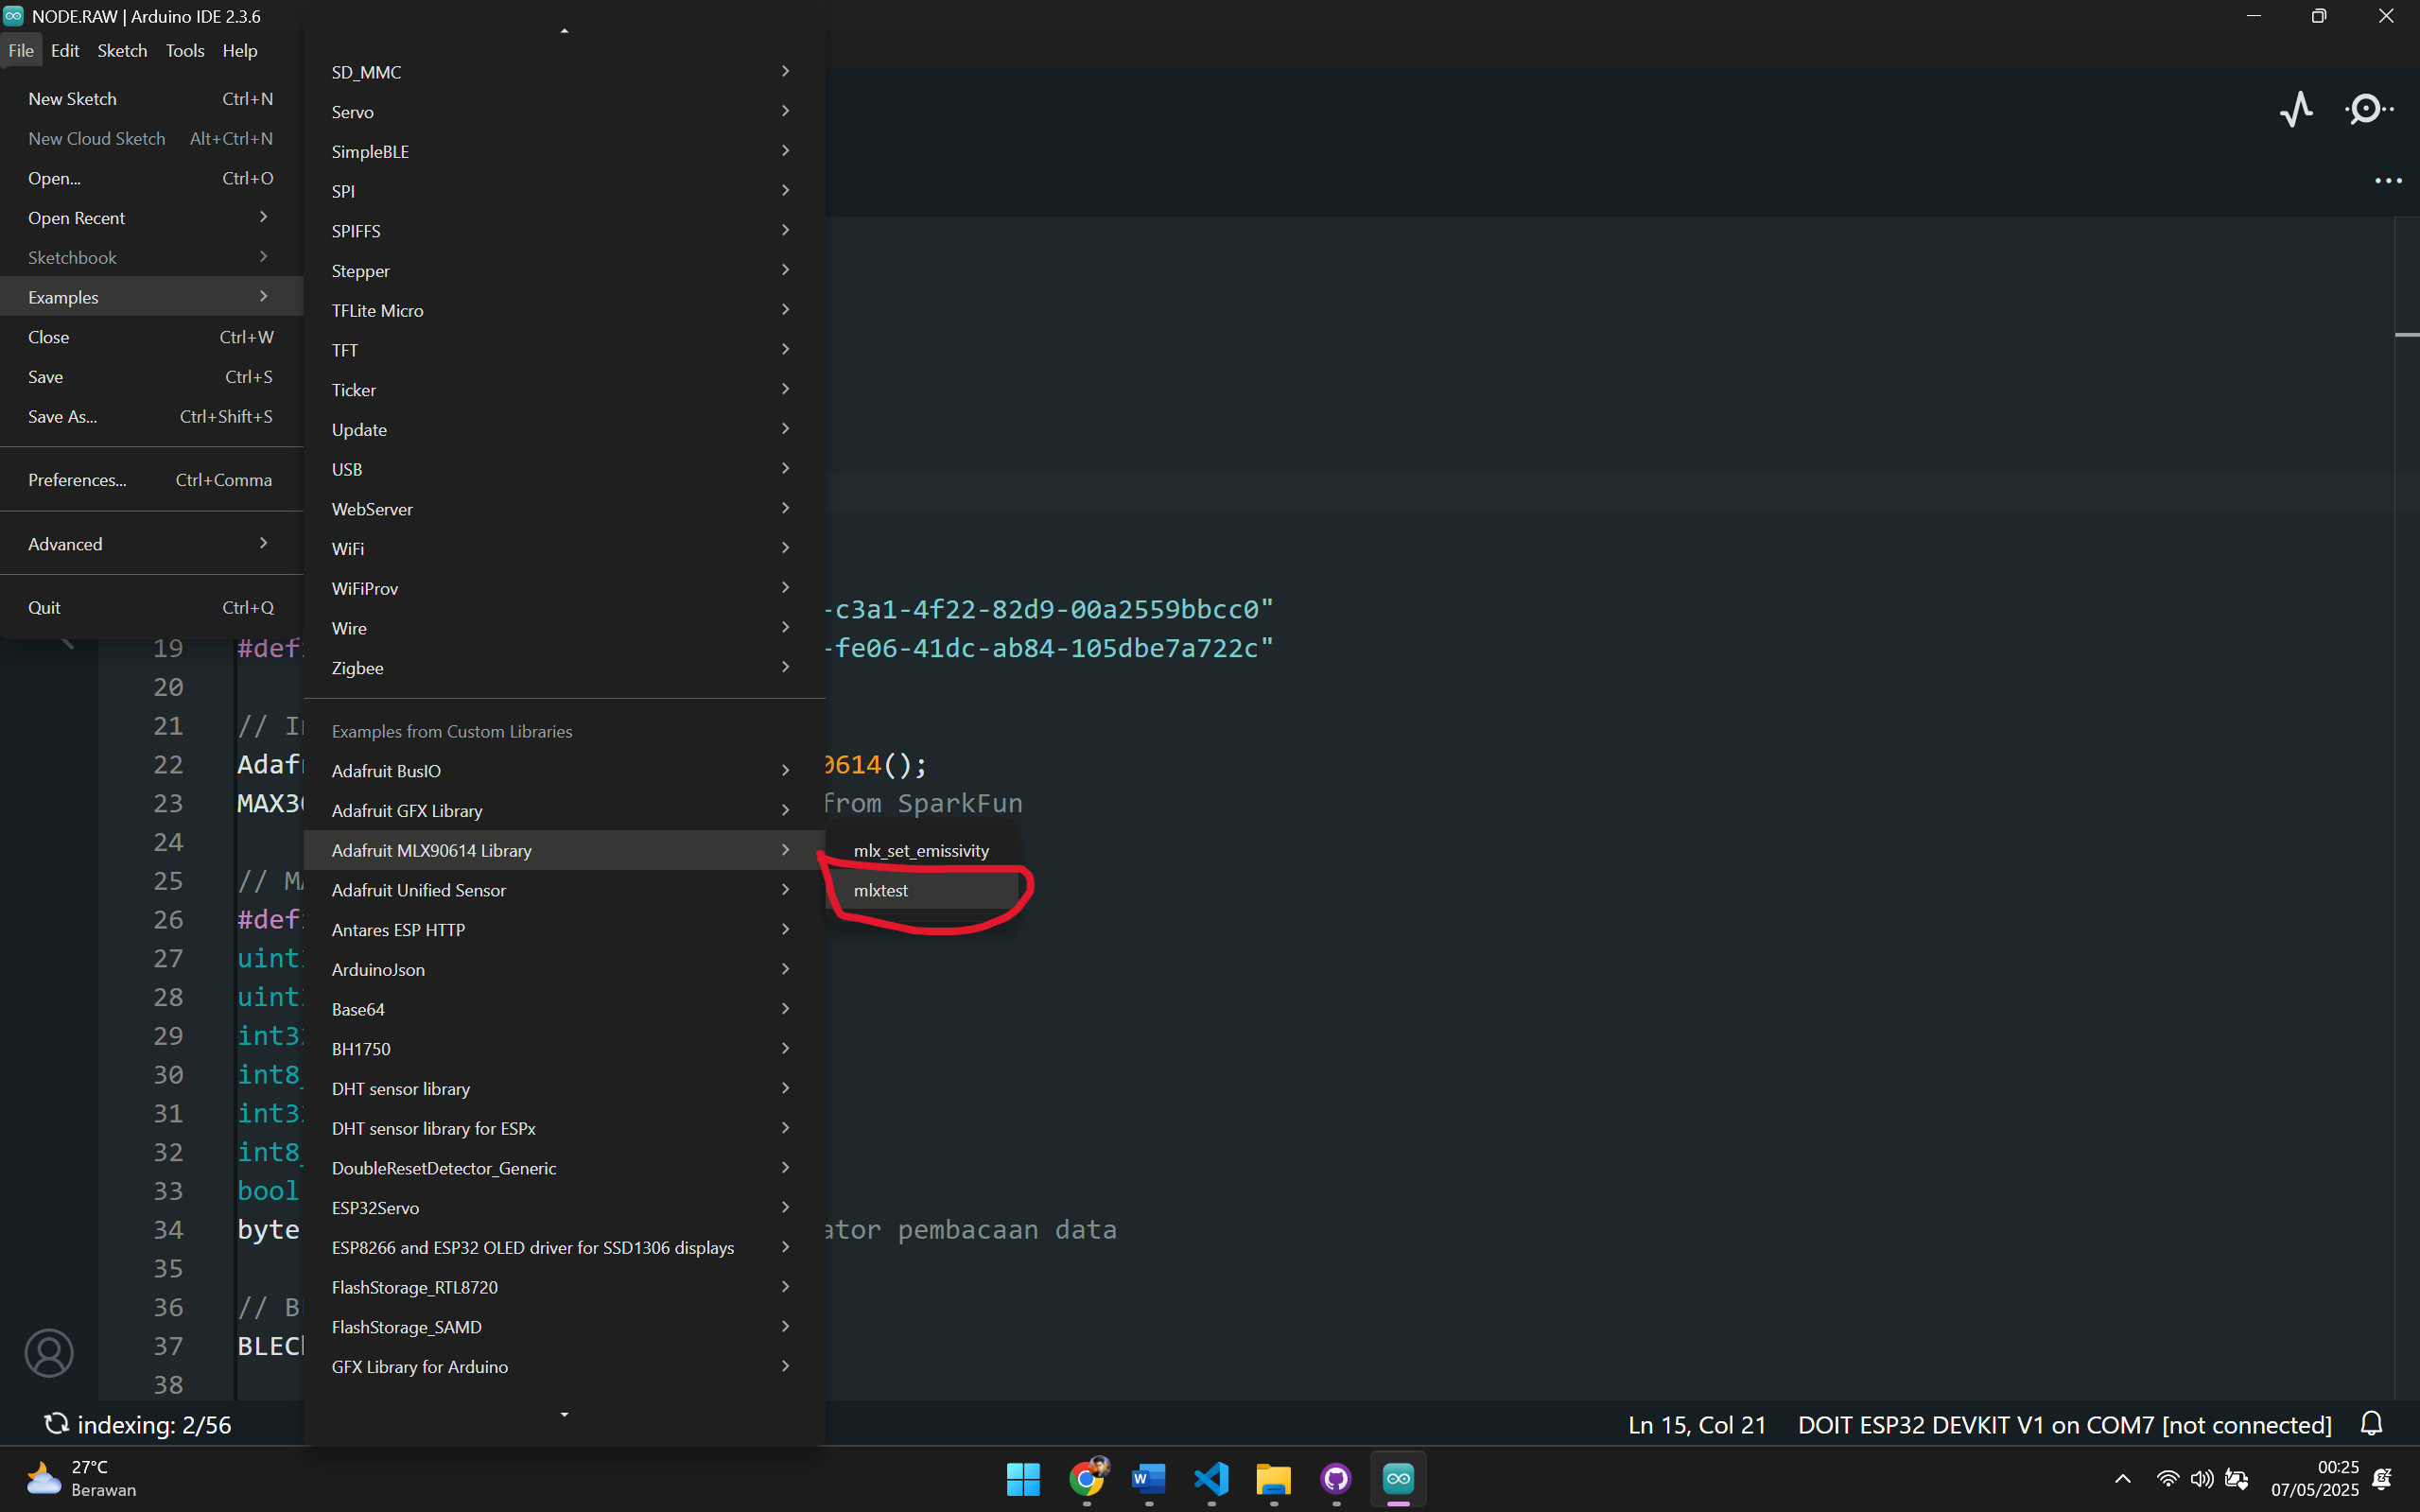 NODE.RAW | Arduino IDE 2.3.6
File Edit Sketch Tools Help
New Sketch Ctrl+N
New Cloud Sketch Alt+Ctrl+N
Open... Ctrl+O
Open Recent
Sketchbook
Examples
Close Ctrl+W
Save Ctrl+S
Save As... Ctrl+Shift+S
Preferences... Ctrl+Comma
Advanced
Quit Ctrl+Q
SD_MMC
Servo
SimpleBLE
SPI
SPIFFS
Stepper
TFLite Micro
TFT
Ticker
Update
USB
WebServer
WiFi
WiFiProv
Wire
Zigbee
Examples from Custom Libraries
Adafruit BusIO
Adafruit GFX Library
Adafruit MLX90614 Library
Adafruit Unified Sensor
Antares ESP HTTP
ArduinoJson
Base64
BH1750
DHT sensor library
DHT sensor library for ESPx
DoubleResetDetector_Generic
ESP32Servo
ESP8266 and ESP32 OLED driver for SSD1306 displays
FlashStorage_RTL8720
FlashStorage_SAMD
GFX Library for Arduino
mlx_set_emissivity
mlxtest
-c3a1-4f22-82d9-00a2559bbcc0"
19 #def -fe06-41dc-ab84-105dbe7a722c"
20
21 // I
22 Adaf 0614();
23 MAX3 from SparkFun
24
25 // M
26 #def
27 uint
28 uint
29 int3
30 int8_
31 int3
32 int8_
33 bool
34 byte ator pembacaan data
35
36 // B
37 BLEC
38
indexing: 2/56
Ln 15, Col 21 DOIT ESP32 DEVKIT V1 on COM7 [not connected]
27°C
Berawan
00:25
07/05/2025